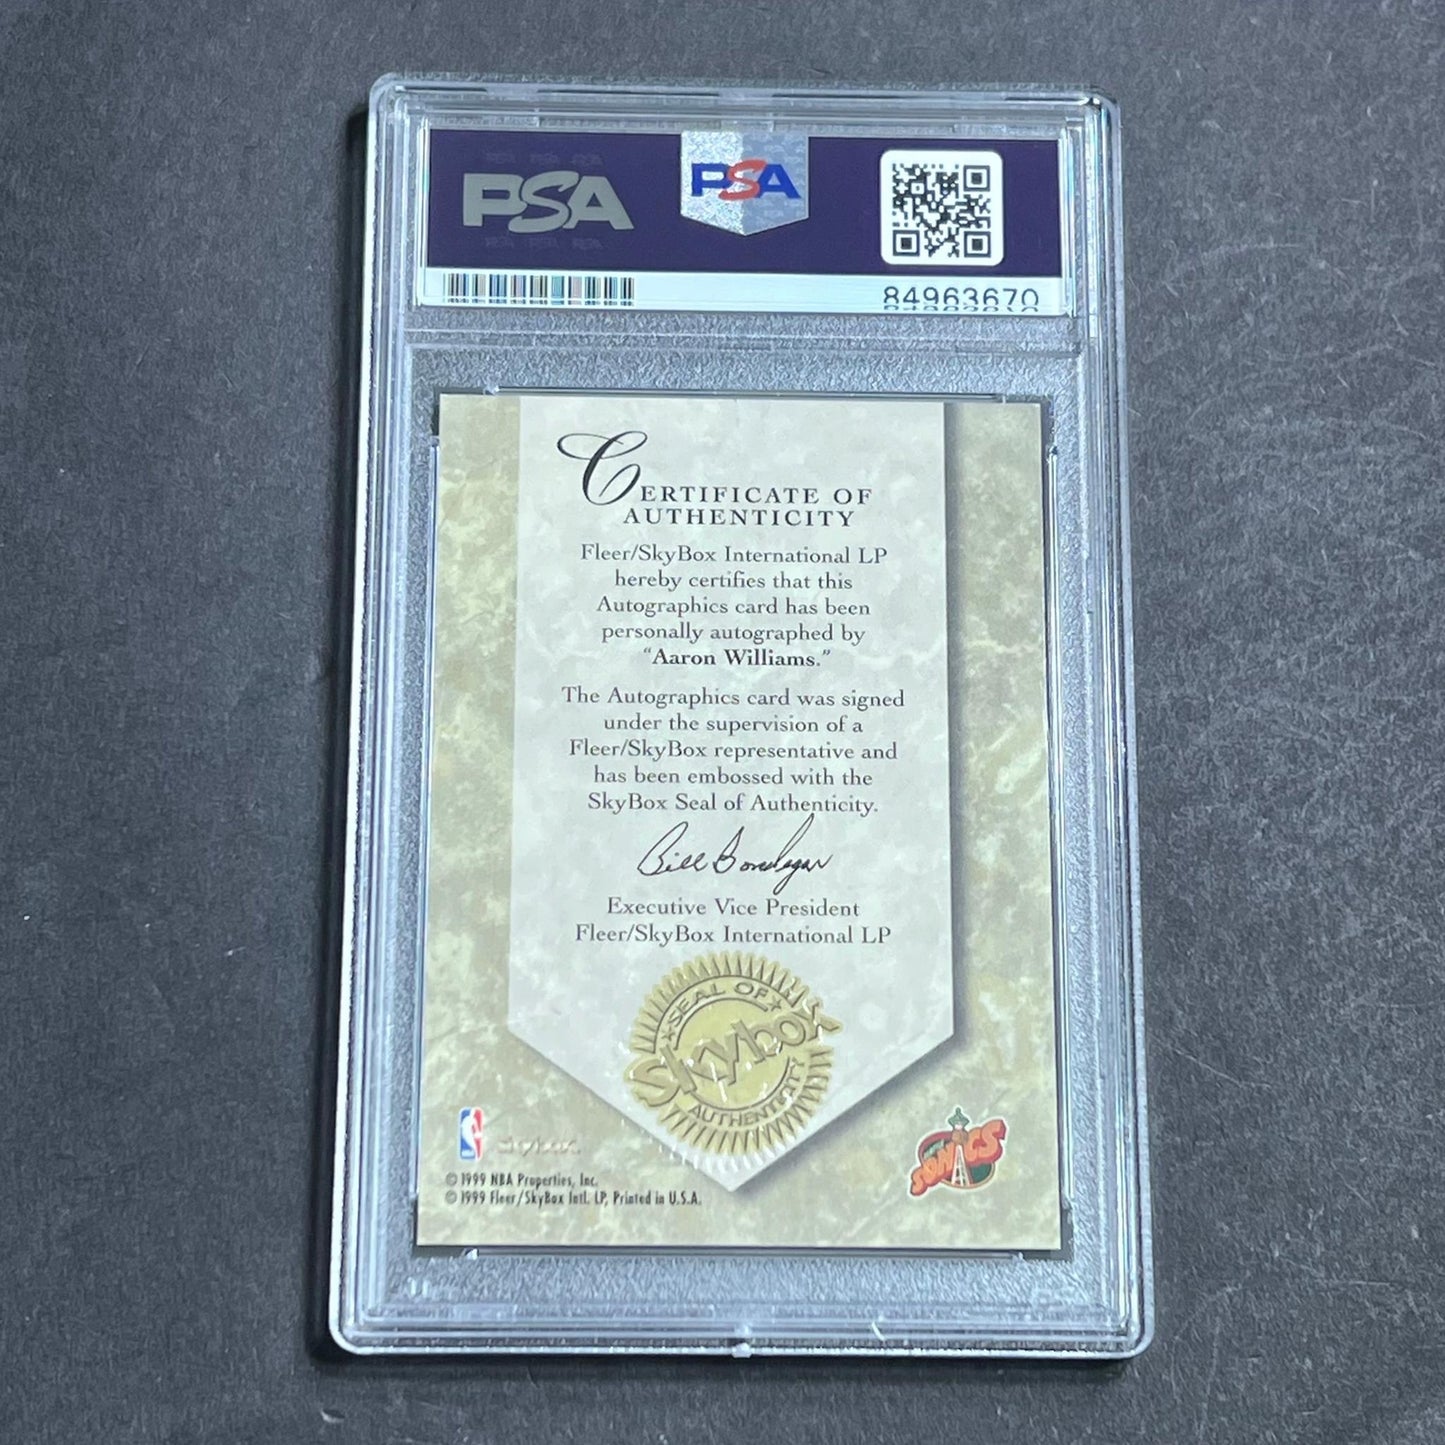 PSA PSA
84963670
CERTIFICATE OF
AUTHENTICITY
Fleer/SkyBox International LP
hereby certifies that this
Autographics card has been
personally autographed by
“Aaron Williams.”
The Autographics card was signed
under the supervision of a
Fleer/SkyBox representative and
has been embossed with the
SkyBox Seal of Authenticity.
Bill Bondegar
Executive Vice President
Fleer/SkyBox International LP
SEAL OF
Skybox
AUTHENTICITY
skybox
SONICS
© 1999 NBA Properties, Inc.
© 1999 Fleer/SkyBox Intl. LP, Printed in U.S.A.